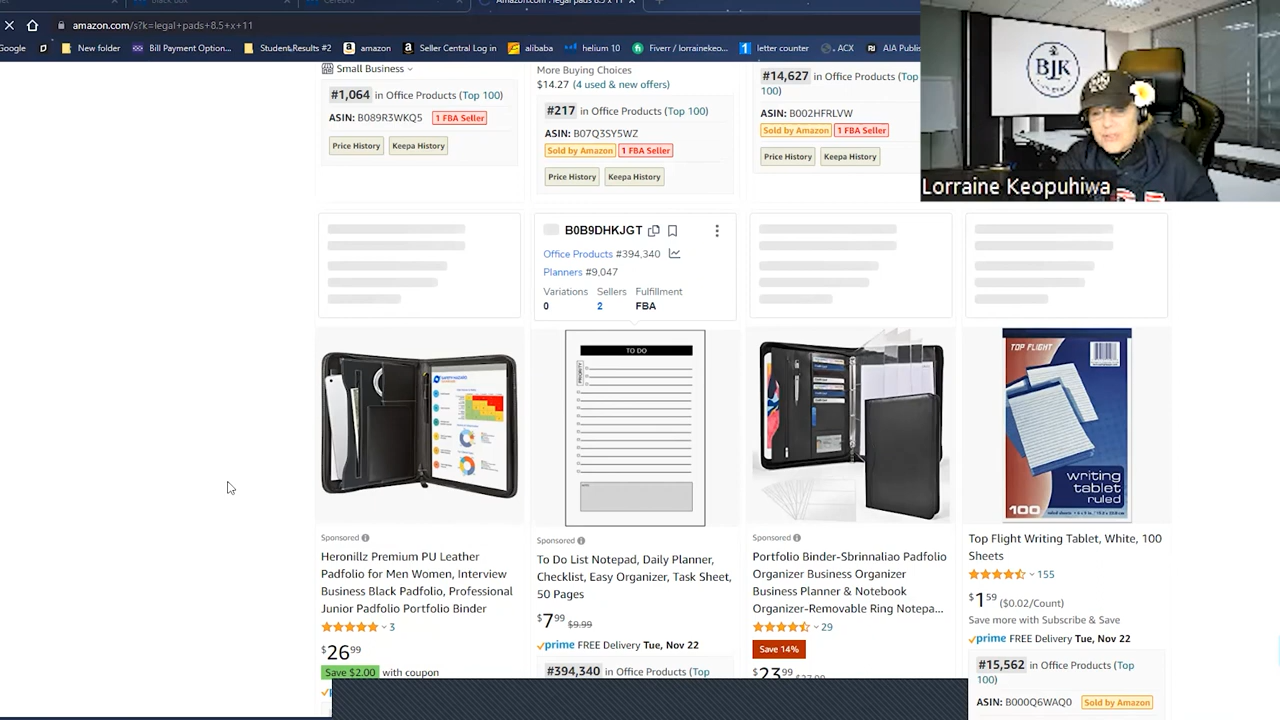 amazon.com/s?k=legal+pads+8.5+x+11
Google
New folder
Bill Payment Option...
Student Results #2
amazon
Seller Central Log in
alibaba
helium 10
Fiverr / lorrainekeo...
letter counter
ACX
AIA Publi
BJK
Lorraine Keopuhiwa
Small Business
#1,064 in Office Products (Top 100)
ASIN: B089R3WKQ5 1 FBA Seller
Price History Keepa History
More Buying Choices
$14.27 (4 used & new offers)
#217 in Office Products (Top 100)
ASIN: B07Q3SY5WZ
Sold by Amazon 1 FBA Seller
Price History Keepa History
#14,627 in Office Products (Top
100)
ASIN: B002HFRLVW
Sold by Amazon 1 FBA Seller
Price History Keepa History
B0B9DHKJGT
Office Products #394,340
Planners #9,047
Variations Sellers Fulfillment
0 2 FBA
TO DO
PRIORITY
TOP FLIGHT
writing
tablet
ruled
100
Sponsored
Heronillz Premium PU Leather
Padfolio for Men Women, Interview
Business Black Padfolio, Professional
Junior Padfolio Portfolio Binder
3
$26.99
Save $2.00 with coupon
Sponsored
To Do List Notepad, Daily Planner,
Checklist, Easy Organizer, Task Sheet,
50 Pages
$7.99 $9.99
prime FREE Delivery Tue, Nov 22
#394,340 in Office Products (Top
Sponsored
Portfolio Binder-Sbrinnaliao Padfolio
Organizer Business Organizer
Business Planner & Notebook
Organizer-Removable Ring Notepa...
29
Save 14%
$23.99
Top Flight Writing Tablet, White, 100
Sheets
155
$1.59 ($0.02/Count)
Save more with Subscribe & Save
prime FREE Delivery Tue, Nov 22
#15,562 in Office Products (Top
100)
ASIN: B000Q6WAQ0 Sold by Amazon